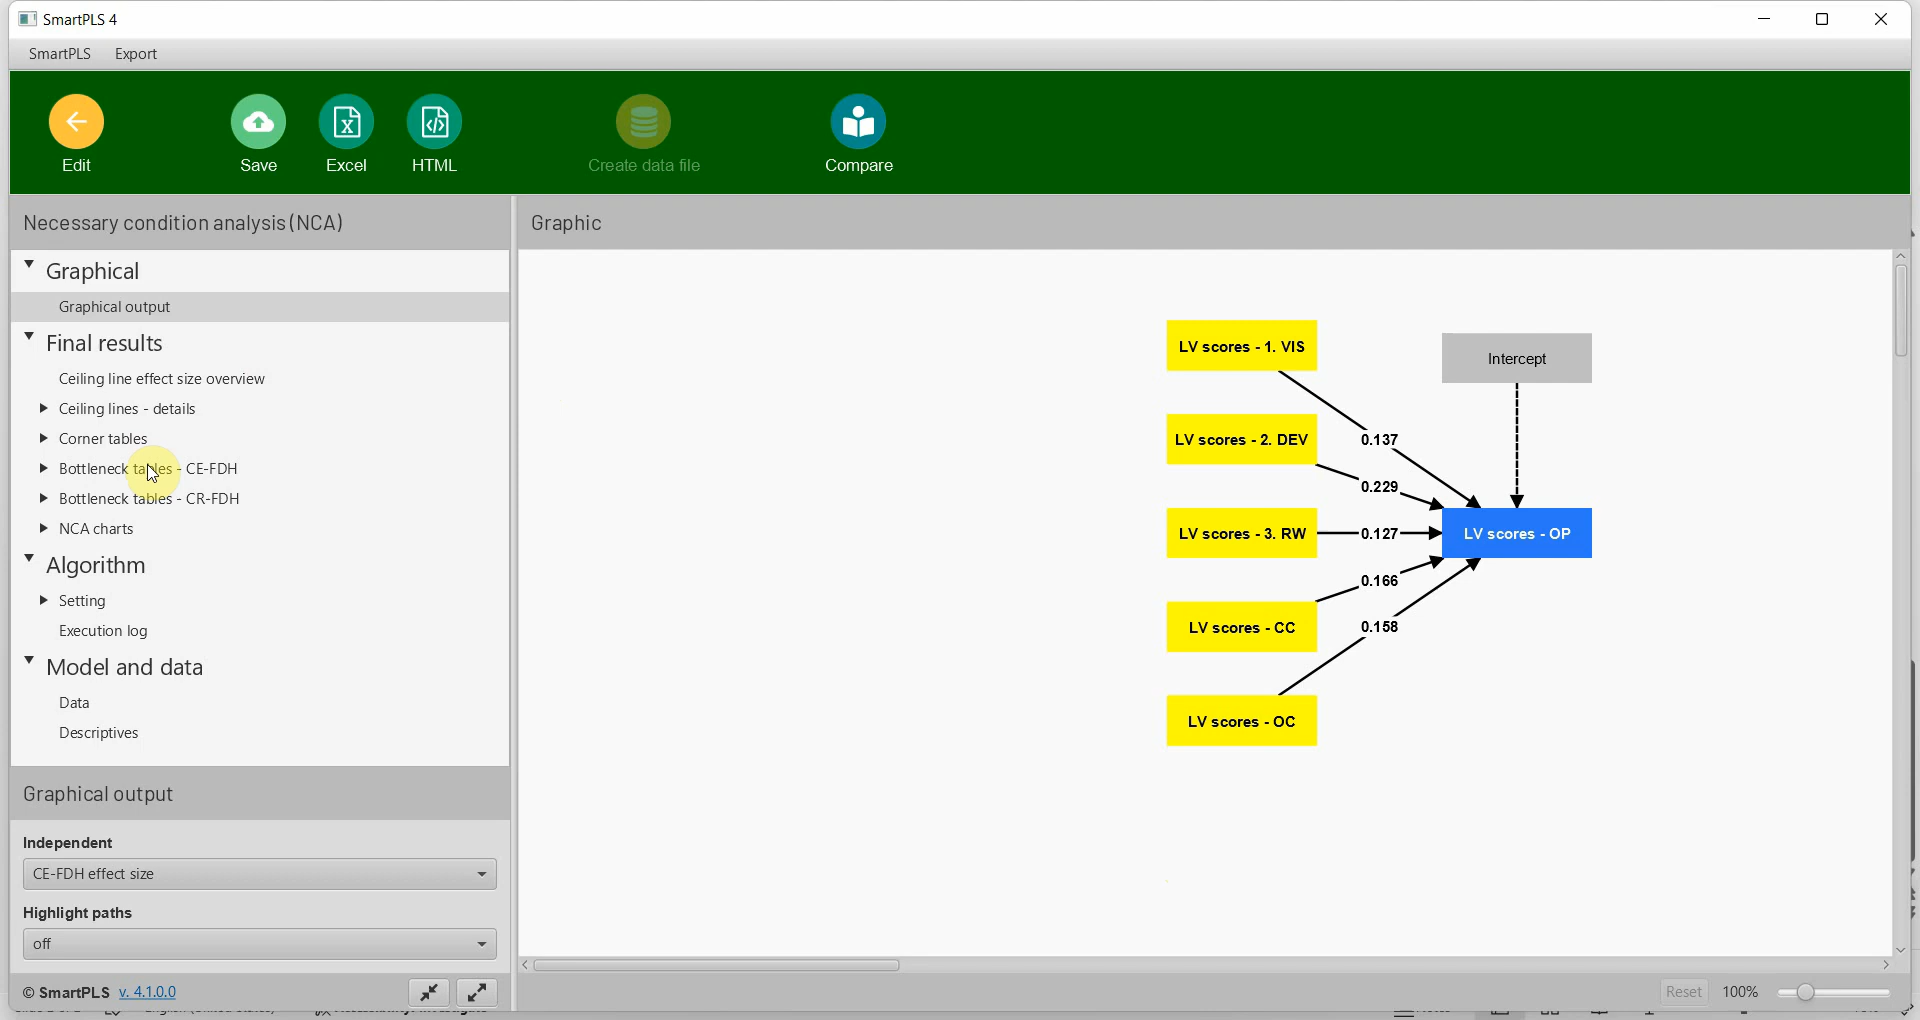 SmartPLS 4
SmartPLS Export
Edit
Save
Excel
HTML
Create data file
Compare
Necessary condition analysis (NCA)
Graphical
Graphical output
Final results
Ceiling line effect size overview
Ceiling lines - details
Corner tables
Bottleneck tables - CE-FDH
Bottleneck tables - CR-FDH
NCA charts
Algorithm
Setting
Execution log
Model and data
Data
Descriptives
Graphical output
Independent
CE-FDH effect size
Highlight paths
off
© SmartPLS v. 4.1.0.0
Graphic
LV scores - 1. VIS
Intercept
LV scores - 2. DEV
0.137
0.229
LV scores - 3. RW
0.127
LV scores - OP
0.166
LV scores - CC
0.158
LV scores - OC
Reset 100%